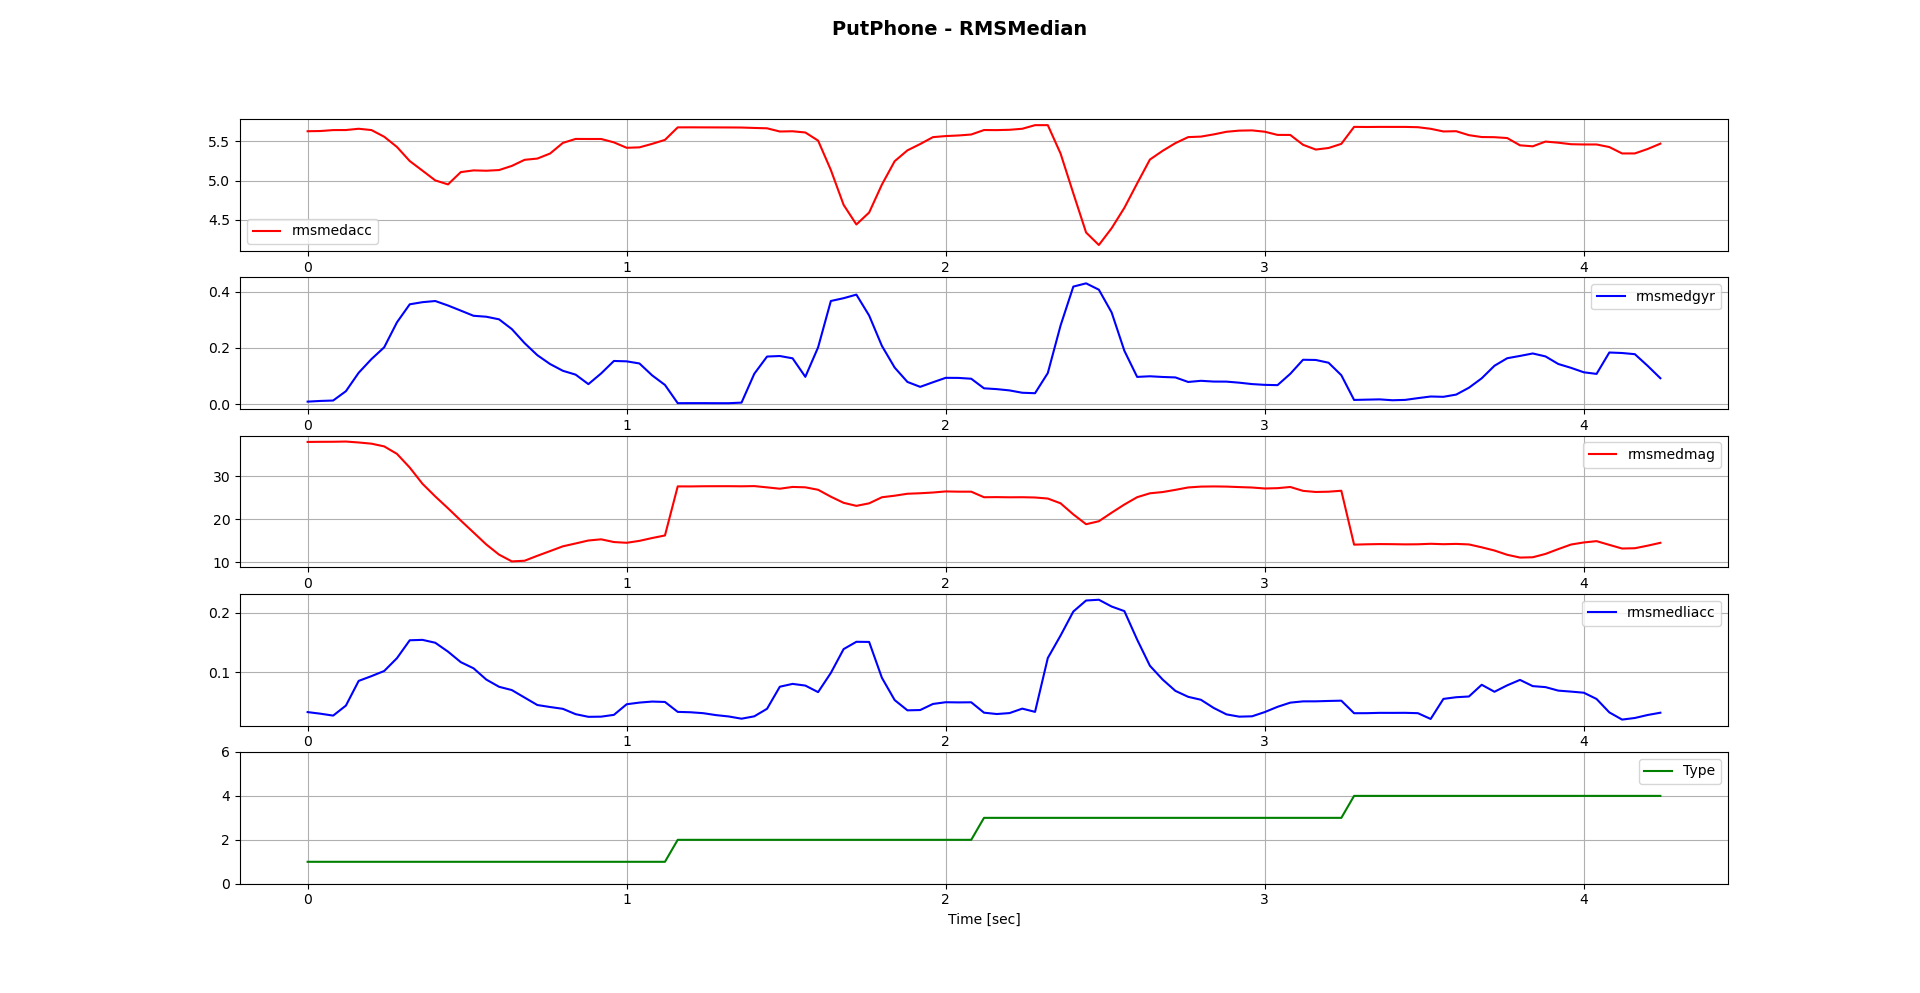 PutPhone - RMSMedian
5.5
5.0
4.5
rmsmedacc
0 1 2 3 4
0.4
0.2
0.0
rmsmedgyr
0 1 2 3 4
30
20
10
rmsmedmag
0 1 2 3 4
0.2
0.1
rmsmedliacc
0 1 2 3 4
6
4
2
0
Type
0 1 2 3 4
Time [sec]